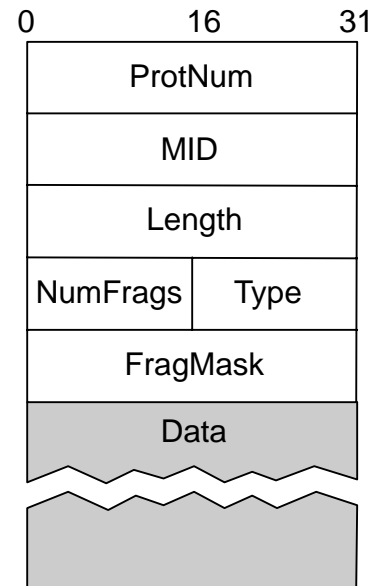 0 16 31
ProtNum
MID
Length
NumFrags Type
FragMask
Data